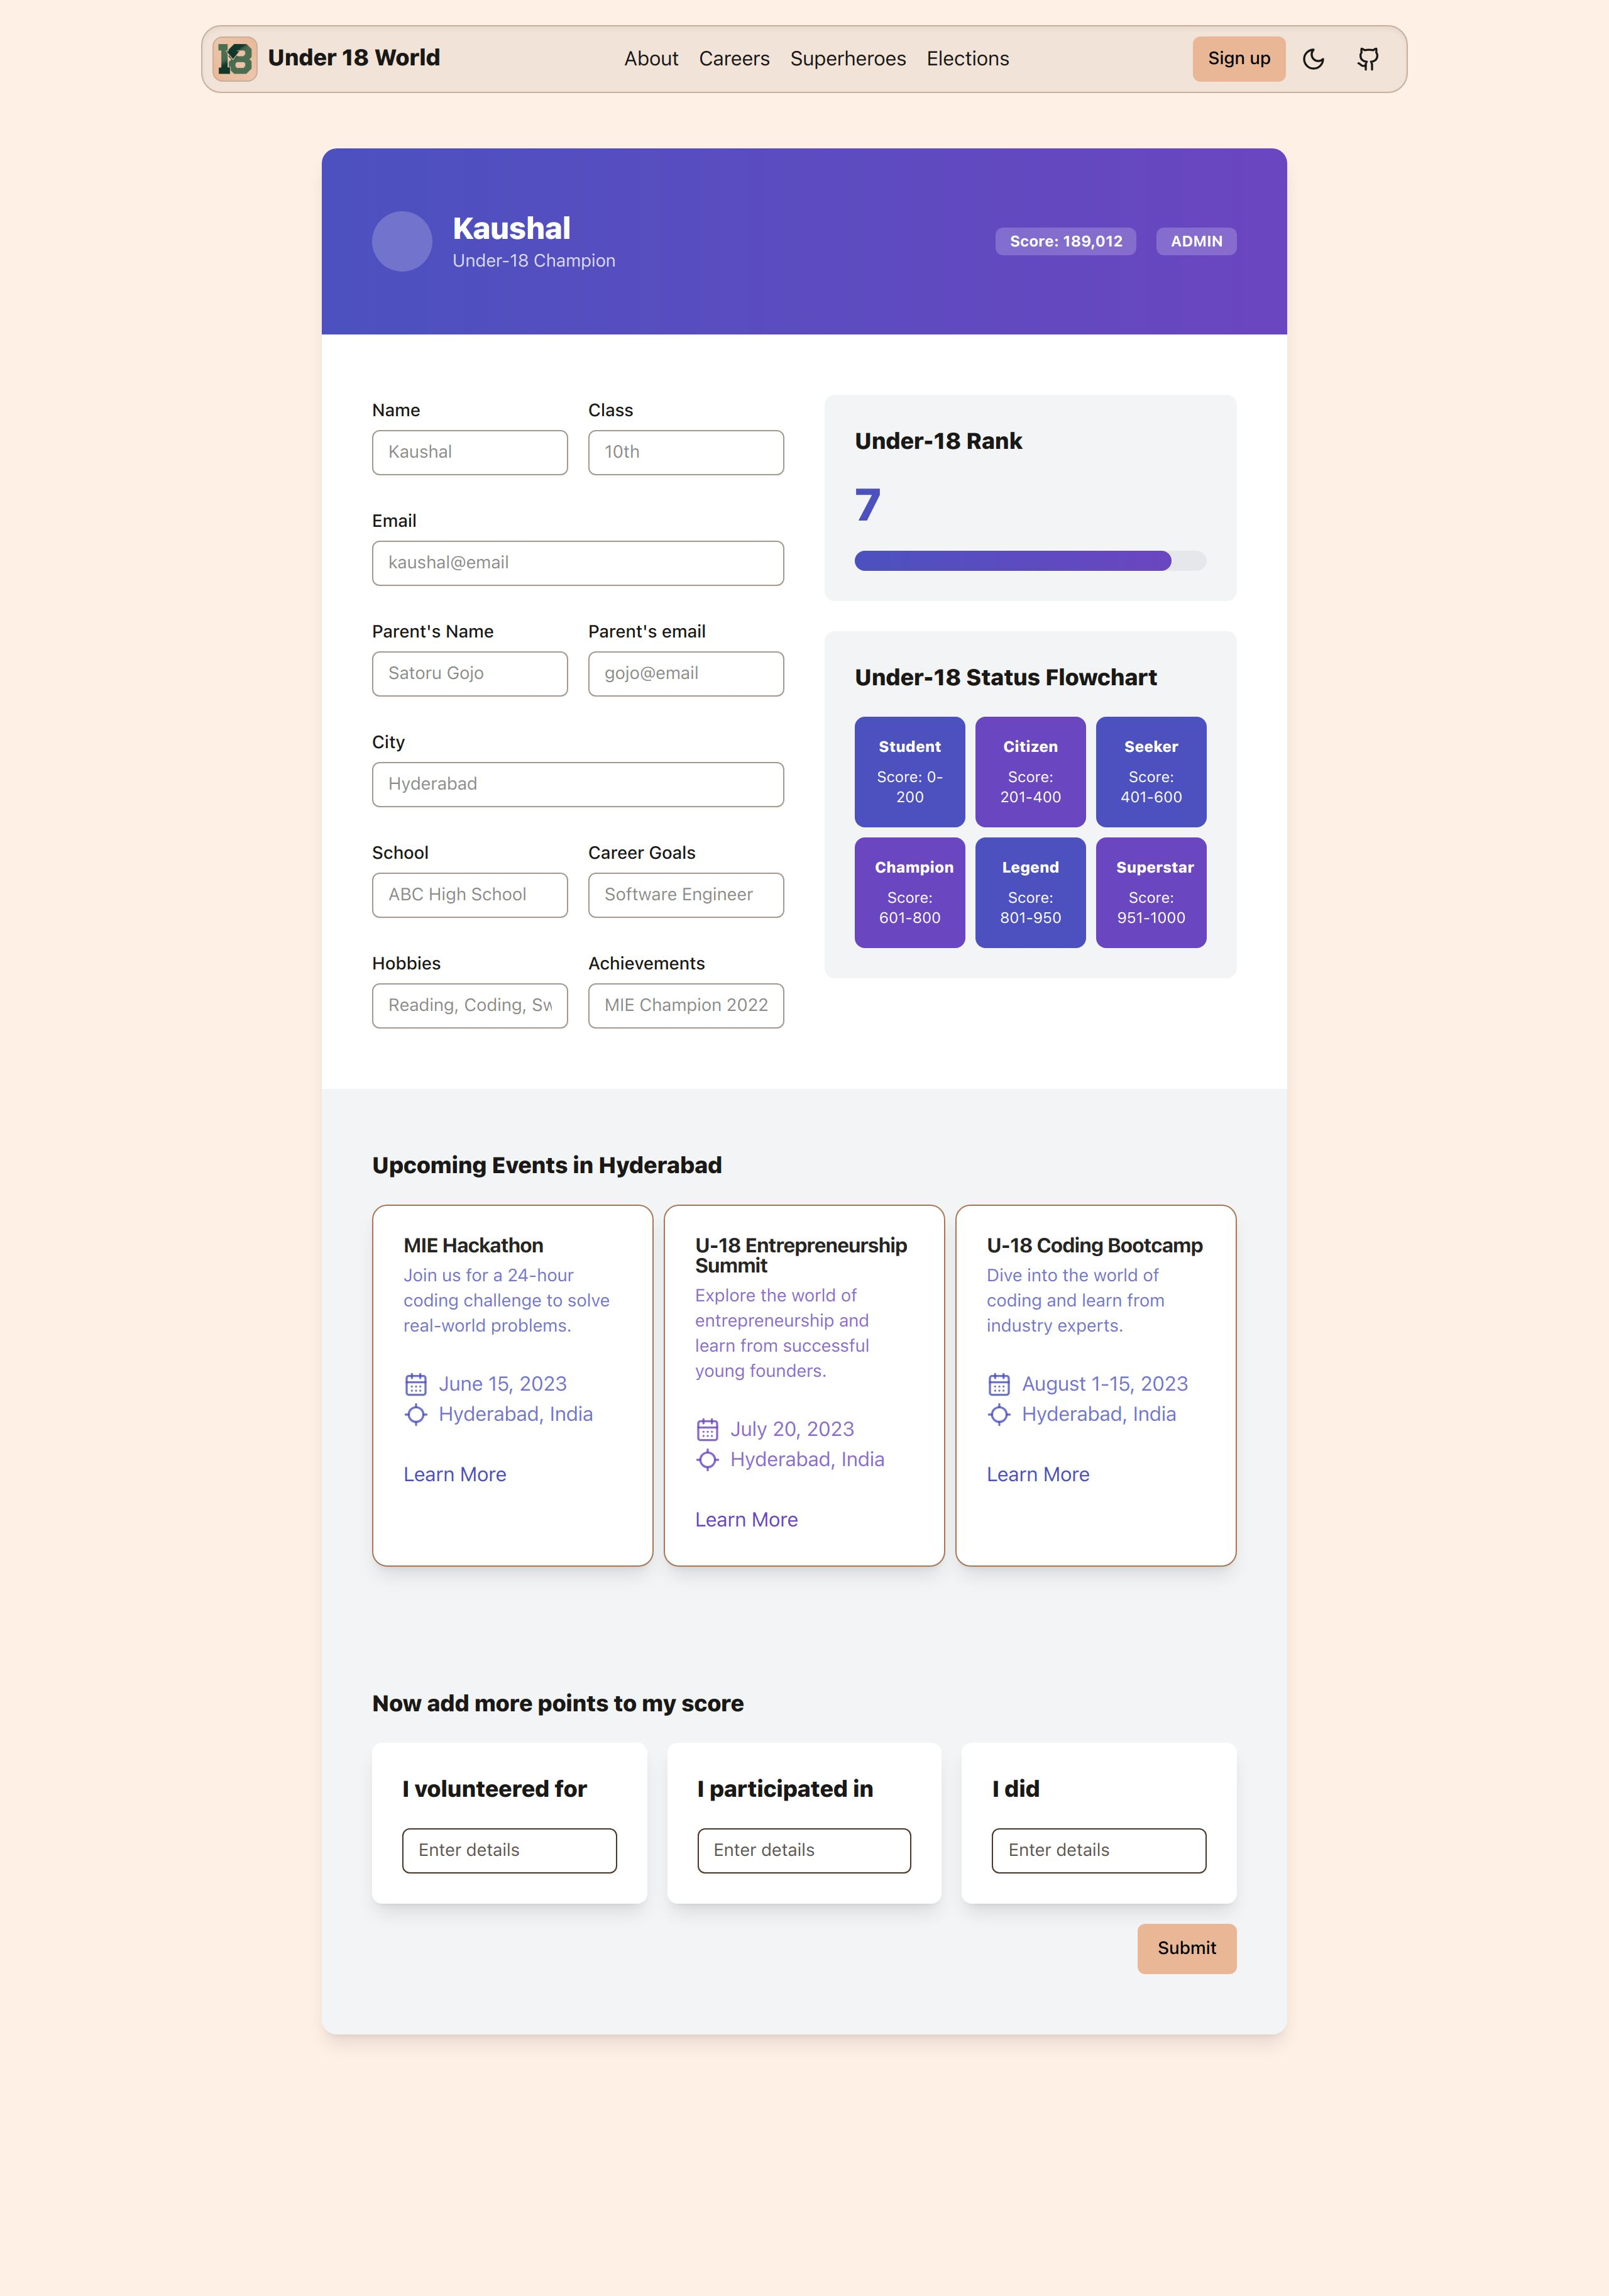 18 Under 18 World
About Careers Superheroes Elections
Sign up
Kaushal
Under-18 Champion
Score: 189,012
ADMIN
Name
Kaushal
Class
10th
Email
kaushal@email
Parent's Name
Satoru Gojo
Parent's email
gojo@email
City
Hyderabad
School
ABC High School
Career Goals
Software Engineer
Hobbies
Reading, Coding, Sw
Achievements
MIE Champion 2022
Under-18 Rank
7
Under-18 Status Flowchart
Student
Score: 0-
200
Citizen
Score:
201-400
Seeker
Score:
401-600
Champion
Score:
601-800
Legend
Score:
801-950
Superstar
Score:
951-1000
Upcoming Events in Hyderabad
MIE Hackathon
Join us for a 24-hour
coding challenge to solve
real-world problems.
June 15, 2023
Hyderabad, India
Learn More
U-18 Entrepreneurship
Summit
Explore the world of
entrepreneurship and
learn from successful
young founders.
July 20, 2023
Hyderabad, India
Learn More
U-18 Coding Bootcamp
Dive into the world of
coding and learn from
industry experts.
August 1-15, 2023
Hyderabad, India
Learn More
Now add more points to my score
I volunteered for
Enter details
I participated in
Enter details
I did
Enter details
Submit